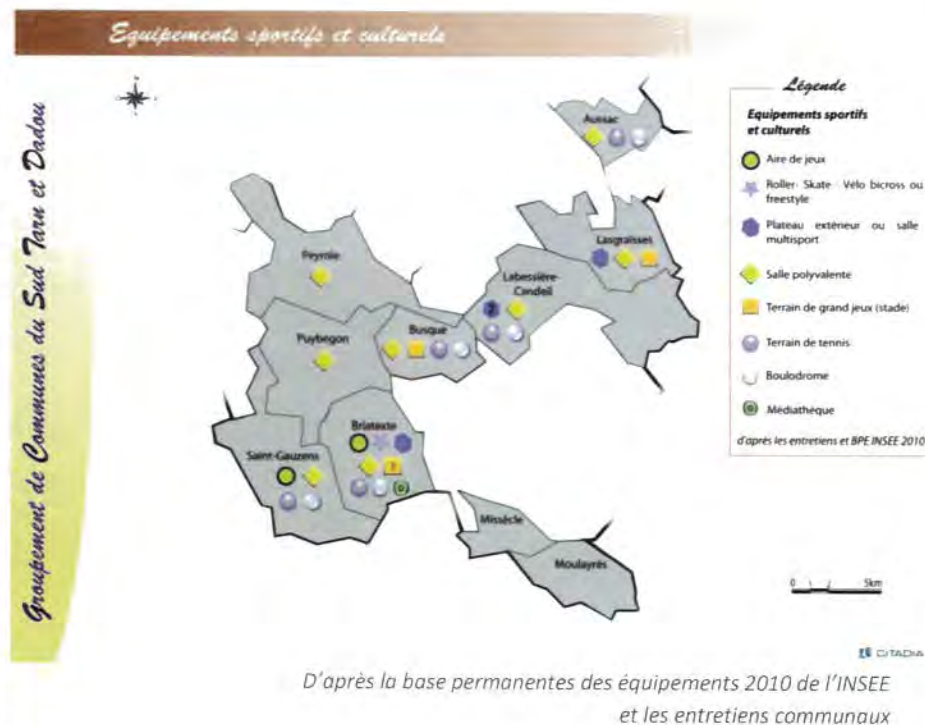 Equipements sportifs et culturels
Groupement de Communes du Sud Tarn et Dadou
Aussac
Lasgraïsses
Peyrole
Labessière-
Candeil
2
Busque
Puybegon
Briatexte
Saint-Gauzens
Missècle
Moulayrès
Légende
Equipements sportifs
et culturels
Aire de jeux
Roller- Skate - Vélo bicross ou
freestyle
Plateau extérieur ou salle
multisport
Salle polyvalente
Terrain de grand jeux (stade)
Terrain de tennis
Boulodrome
Médiathèque
d'après les entretiens et BPE INSEE 2010
0 5km
CITADIA
D'après la base permanentes des équipements 2010 de l'INSEE
et les entretiens communaux